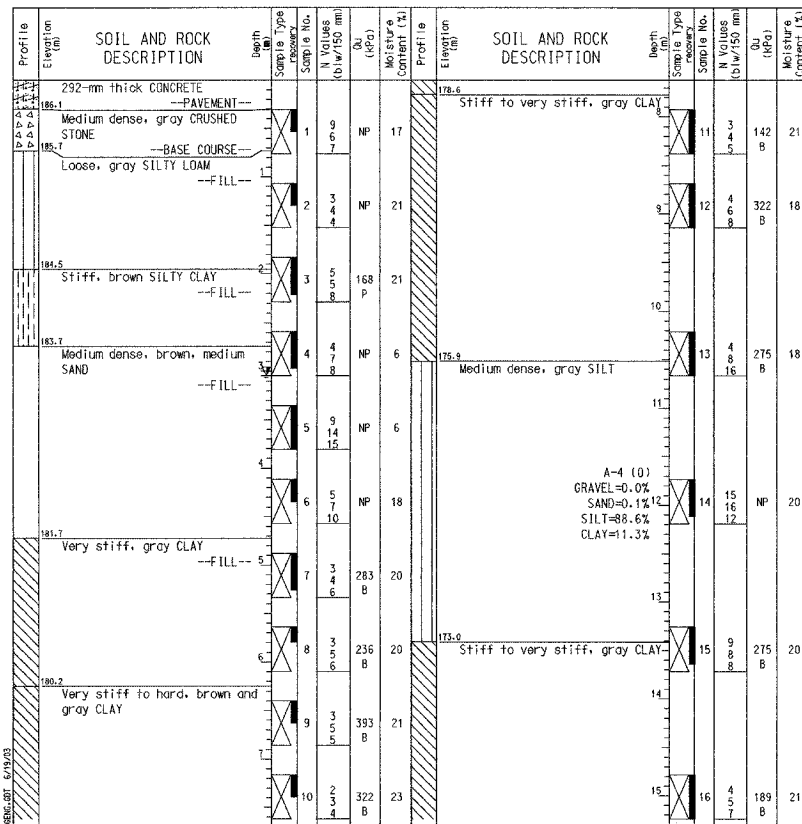 Profile
Elevation (m)
SOIL AND ROCK DESCRIPTION
Depth (m)
Sample Type recovery
Sample No.
N Values (blw/150 mm)
Qu (kPa)
Moisture Content (%)
292-mm thick CONCRETE
---PAVEMENT---
186.1
Medium dense, gray CRUSHED
STONE
1 9 6 7 NP 17
185.7
---BASE COURSE---
Loose, gray SILTY LOAM
1
---FILL---
2 3 4 4 NP 21
184.5
2
Stiff, brown SILTY CLAY
---FILL---
3 5 5 8 168 P 21
183.7
Medium dense, brown, medium
SAND
3
---FILL---
4 4 7 8 NP 6
5 9 14 15 NP 6
4
6 5 7 10 NP 18
181.7
Very stiff, gray CLAY
---FILL---
5
7 3 4 6 283 B 20
8 3 5 6 236 B 20
6
180.2
Very stiff to hard, brown and
gray CLAY
9 3 5 5 393 B 21
7
10 2 3 4 322 B 23
GENG.GDT 6/19/03
Profile
Elevation (m)
SOIL AND ROCK DESCRIPTION
Depth (m)
Sample Type recovery
Sample No.
N Values (blw/150 mm)
Qu (kPa)
Moisture Content (%)
178.6
Stiff to very stiff, gray CLAY
8
11 3 4 5 142 B 21
9
12 4 6 8 322 B 18
10
13 4 8 16 275 B 18
175.9
Medium dense, gray SILT
11
A-4 (0)
GRAVEL=0.0%
SAND=0.1%
SILT=88.6%
CLAY=11.3%
12
14 15 16 12 NP 20
13
173.0
Stiff to very stiff, gray CLAY
15 9 8 8 275 B 20
14
15
16 4 5 7 189 B 21